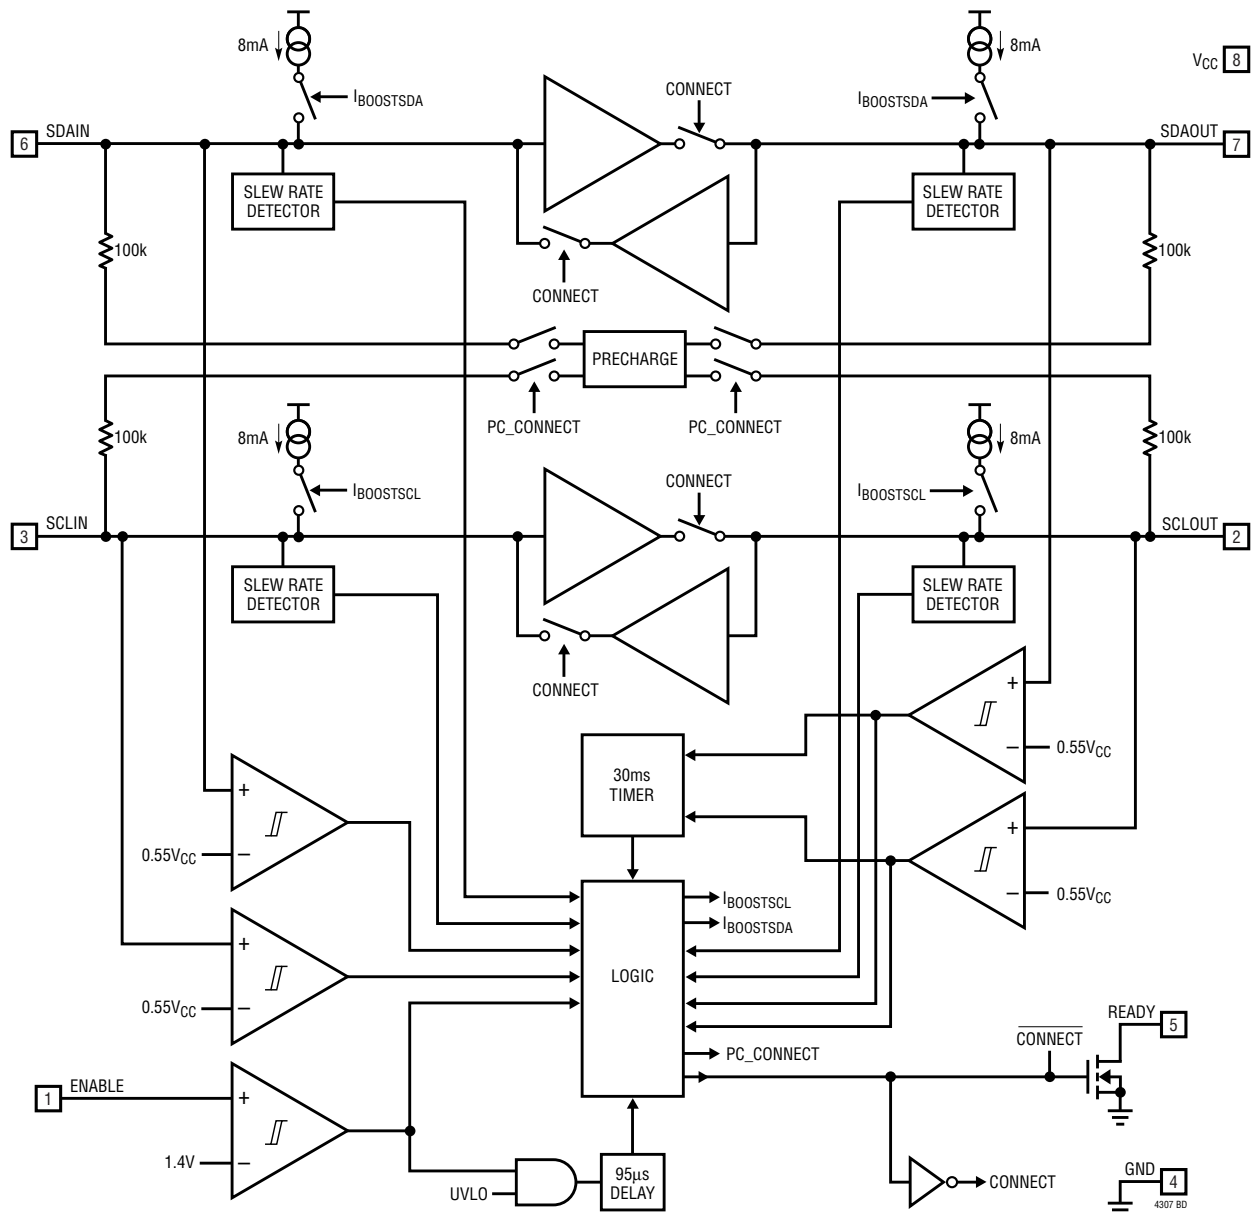 8mA
IBOOSTSDA
CONNECT
IBOOSTSDA
8mA
VCC 8
6
SDAIN
SDAOUT
7
SLEW RATE
DETECTOR
SLEW RATE
DETECTOR
100k
100k
CONNECT
PRECHARGE
PC_CONNECT
PC_CONNECT
100k
8mA
8mA
100k
IBOOSTSCL
CONNECT
IBOOSTSCL
3
SCLIN
SCLOUT
2
SLEW RATE
DETECTOR
SLEW RATE
DETECTOR
CONNECT
+
–
0.55VCC
30ms
TIMER
+
–
0.55VCC
+
–
0.55VCC
IBOOSTSCL
IBOOSTSDA
LOGIC
+
–
0.55VCC
PC_CONNECT
CONNECT
READY
5
1
ENABLE
+
–
1.4V
UVLO
95µs
DELAY
CONNECT
GND
4
4307 BD